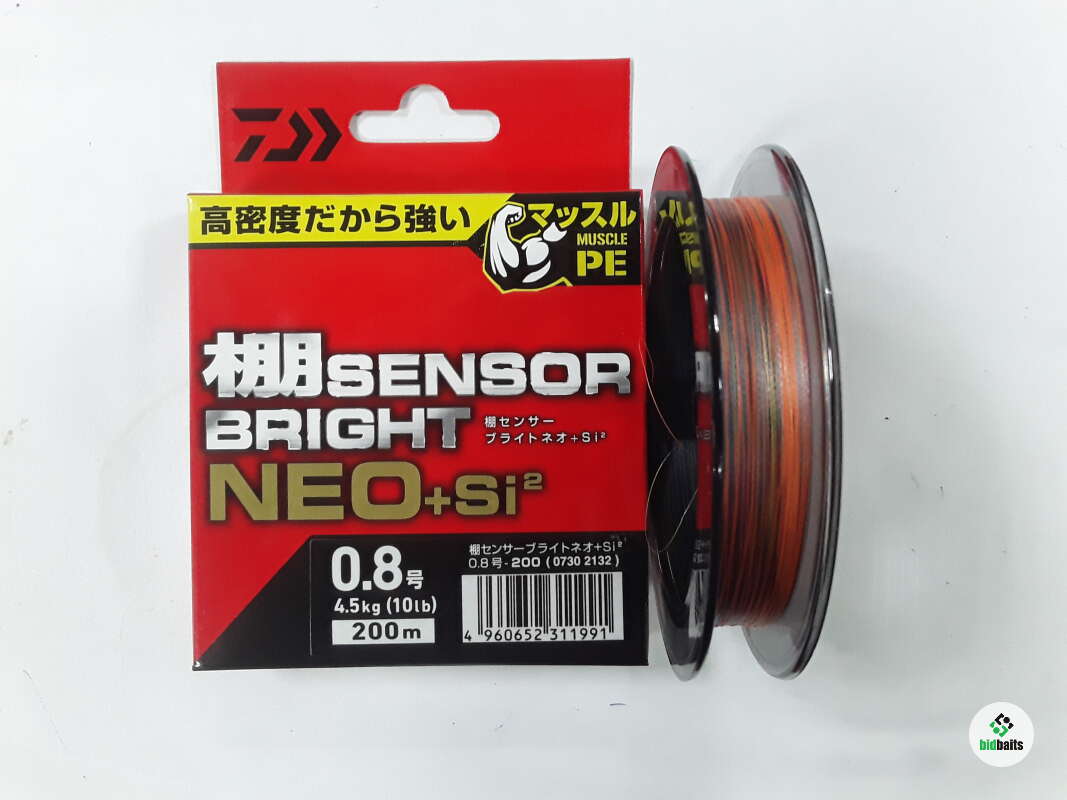 高密度だから強い
マッスル
MUSCLE
PE
棚SENSOR
BRIGHT
棚センサー
ブライトネオ+Si²
NEO+Si²
0.8号
4.5kg (10lb)
200m
棚センサーブライトネオ+Si²
0.8号-200 ( 0730 2132 )
4 960652 311991
bidbaits